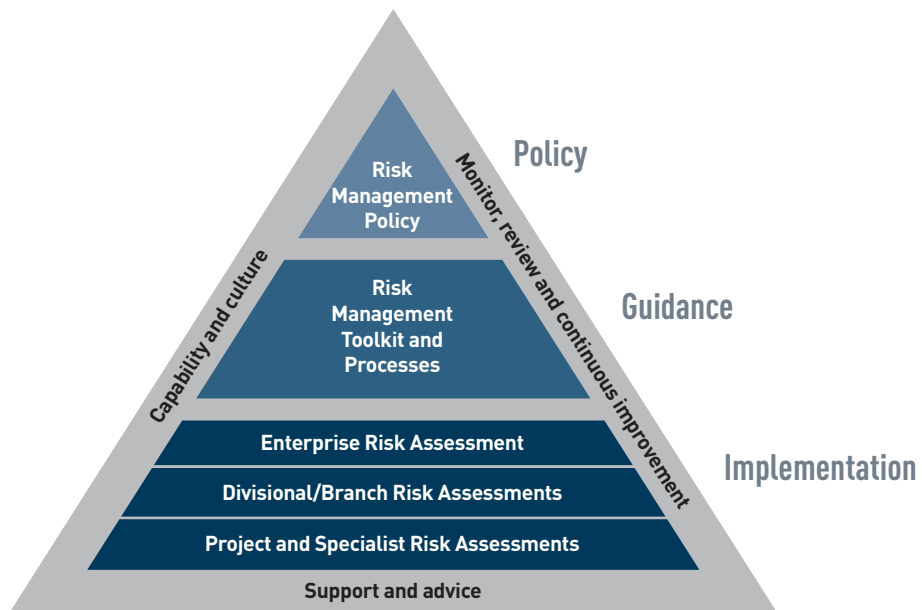 Policy
Risk
Management
Policy
Monitor, review and continuous improvement
Capability and culture
Guidance
Risk
Management
Toolkit and
Processes
Implementation
Enterprise Risk Assessment
Divisional/Branch Risk Assessments
Project and Specialist Risk Assessments
Support and advice